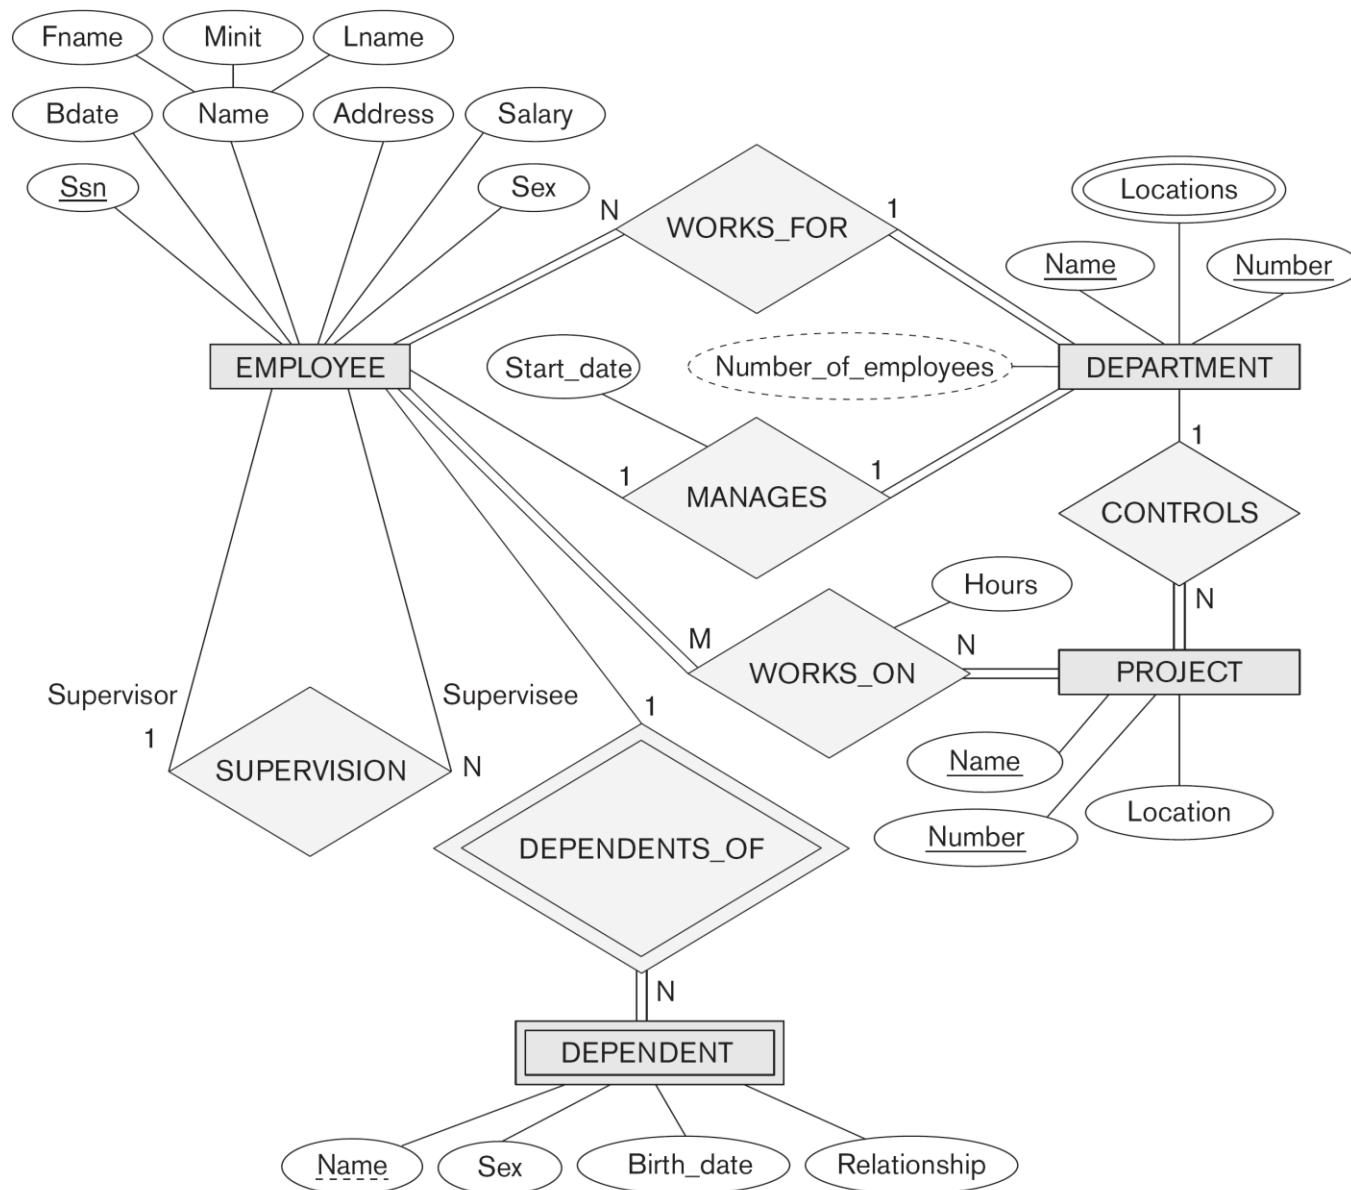 Fname
Minit
Lname
Bdate
Name
Address
Salary
Ssn
Sex
N
WORKS_FOR
1
Locations
Name
Number
EMPLOYEE
Start_date
Number_of_employees
DEPARTMENT
1
MANAGES
1
1
CONTROLS
N
Hours
M
WORKS_ON
N
PROJECT
Supervisor
1
SUPERVISION
Supervisee
N
1
Name
Number
Location
DEPENDENTS_OF
N
DEPENDENT
Name
Sex
Birth_date
Relationship